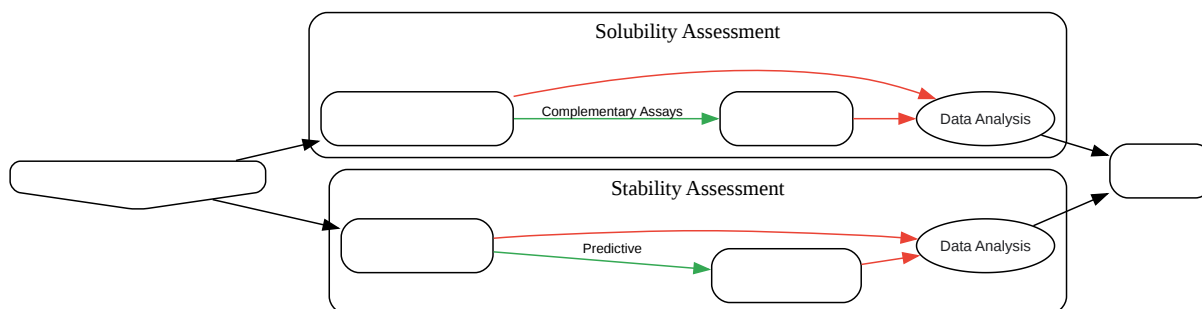 Solubility Assessment
Complementary Assays
Data Analysis
Stability Assessment
Predictive
Data Analysis